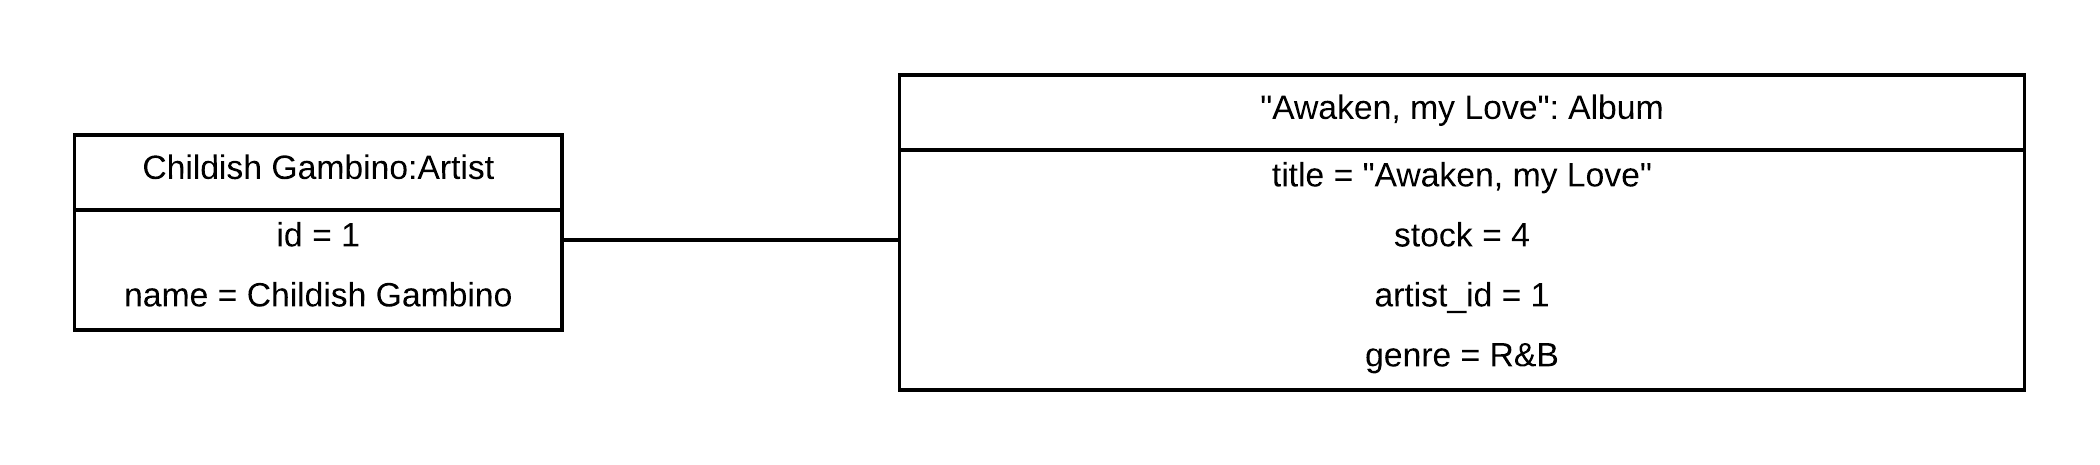 Childish Gambino:Artist
id = 1
name = Childish Gambino
"Awaken, my Love": Album
title = "Awaken, my Love"
stock = 4
artist_id = 1
genre = R&B